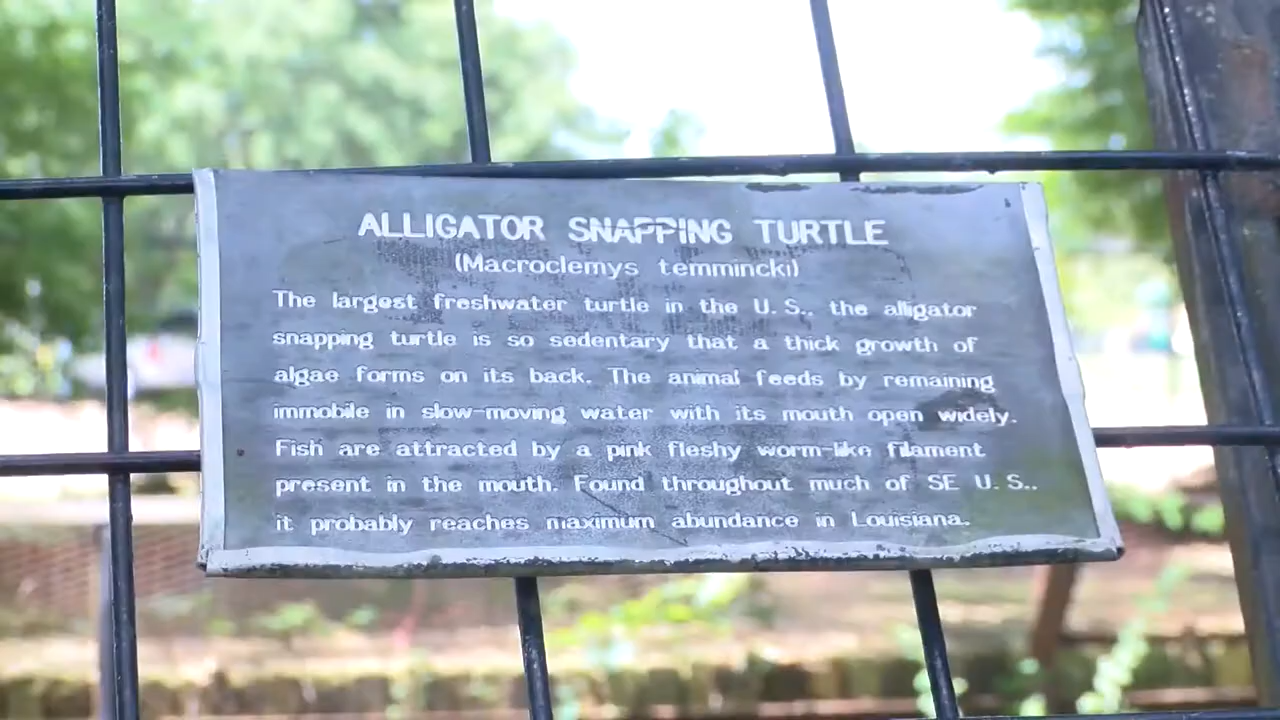 ALLIGATOR SNAPPING TURTLE
(Macroclemys temmincki)
The largest freshwater turtle in the U.S., the alligator
snapping turtle is so sedentary that a thick growth of
algae forms on its back. The animal feeds by remaining
immobile in slow-moving water with its mouth open widely.
Fish are attracted by a pink fleshy worm-like filament
present in the mouth. Found throughout much of SE U.S.,
it probably reaches maximum abundance in Louisiana.